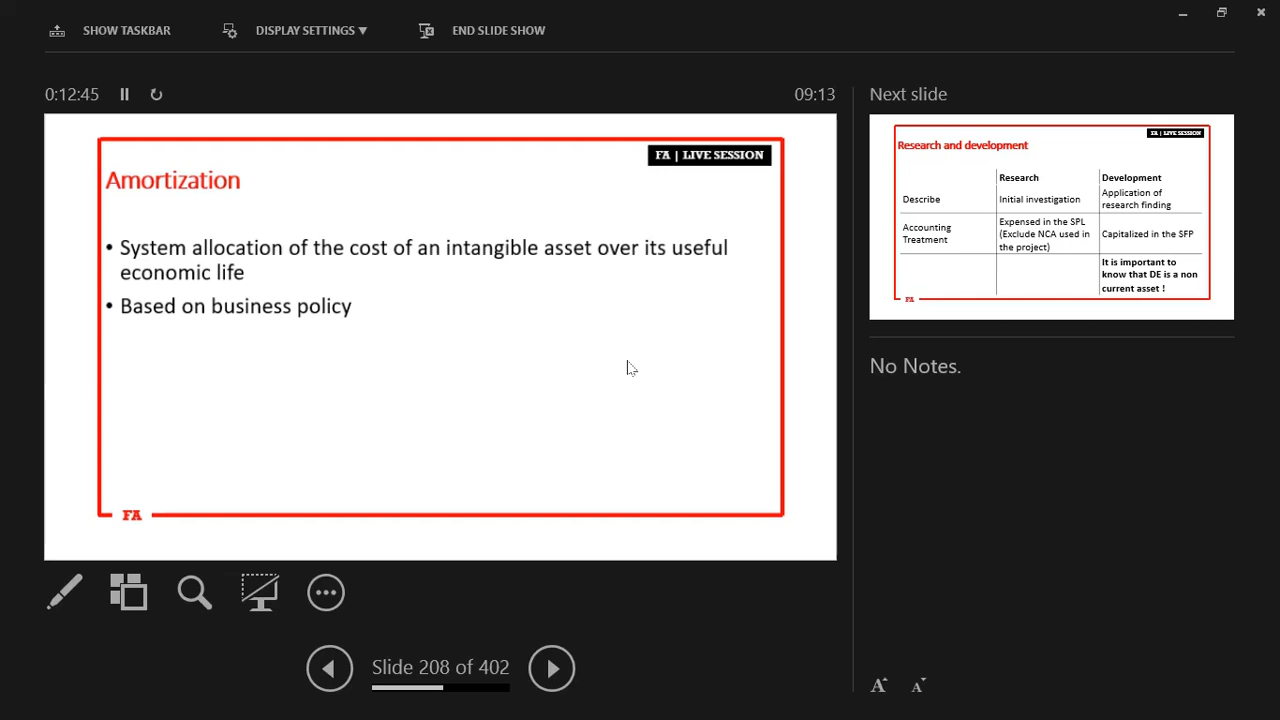 SHOW TASKBAR
DISPLAY SETTINGS ▾
END SLIDE SHOW
0:12:45
09:13
FA | LIVE SESSION
Amortization
• System allocation of the cost of an intangible asset over its useful
economic life
• Based on business policy
FA
Slide 208 of 402
Next slide
FA | LIVE SESSION
Research and development
Research
Development
Describe
Initial investigation
Application of
research finding
Accounting
Treatment
Expensed in the SPL
(Exclude NCA used in
the project)
Capitalized in the SFP
It is important to
know that DE is a non
current asset !
FA
No Notes.
A A